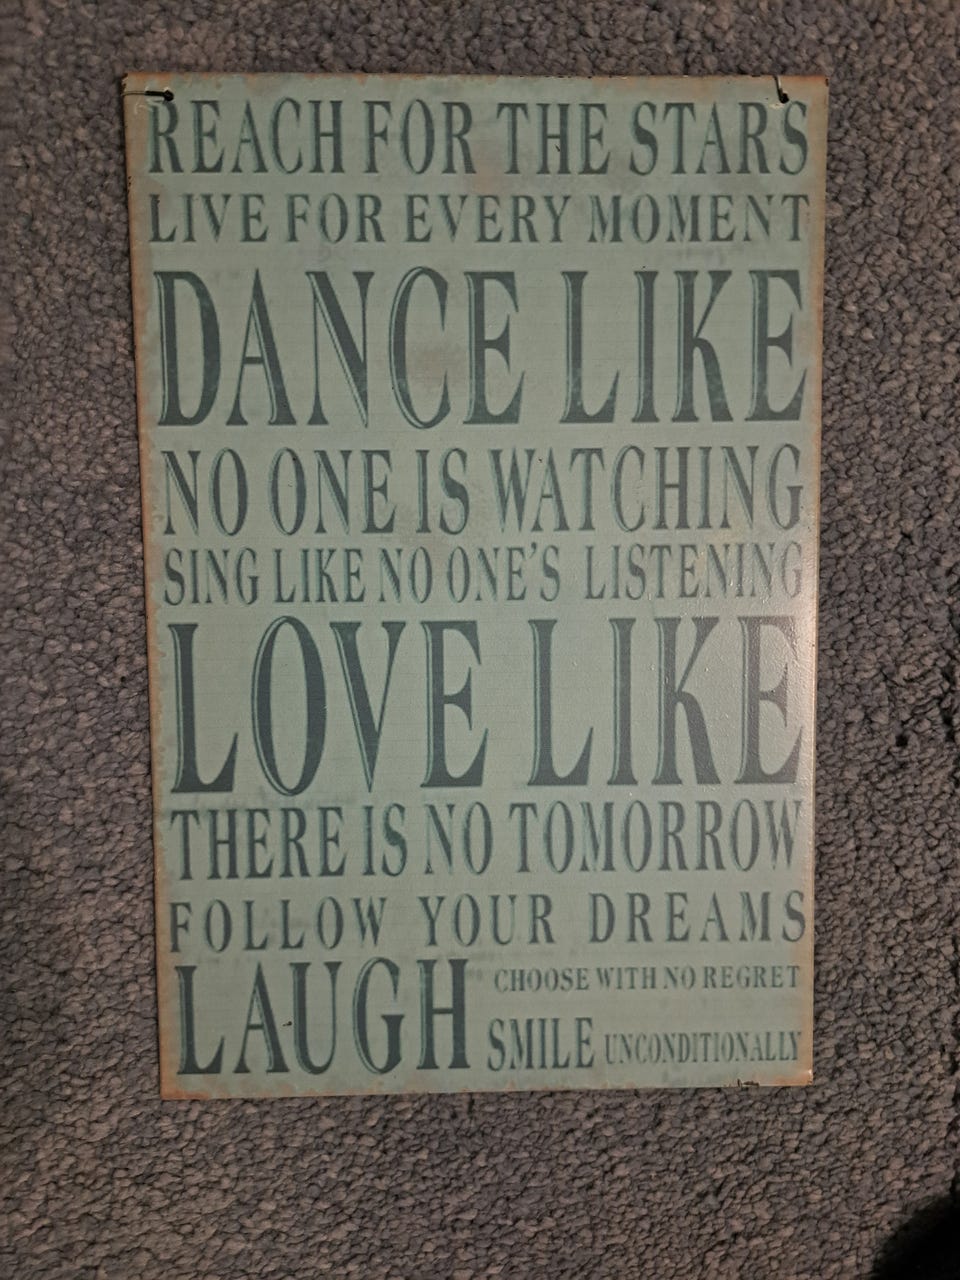 REACH FOR THE STARS
LIVE FOR EVERY MOMENT
DANCE LIKE
NO ONE IS WATCHING
SING LIKE NO ONE'S LISTENING
LOVE LIKE
THERE IS NO TOMORROW
FOLLOW YOUR DREAMS
LAUGH CHOOSE WITH NO REGRET
SMILE UNCONDITIONALLY